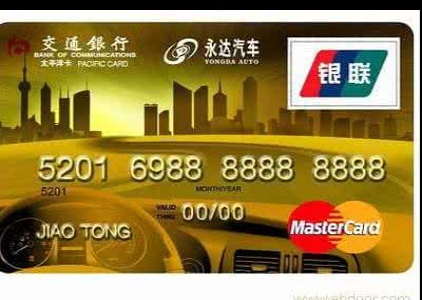 交通銀行 永达汽车
BANK OF COMMUNICATIONS YONGDA AUTO
太平洋卡 PACIFIC CARD
银联
5201 6988 8888 8888
5201 MONTH/YEAR
VALID THRU 00/00
JIAO TONG MasterCard